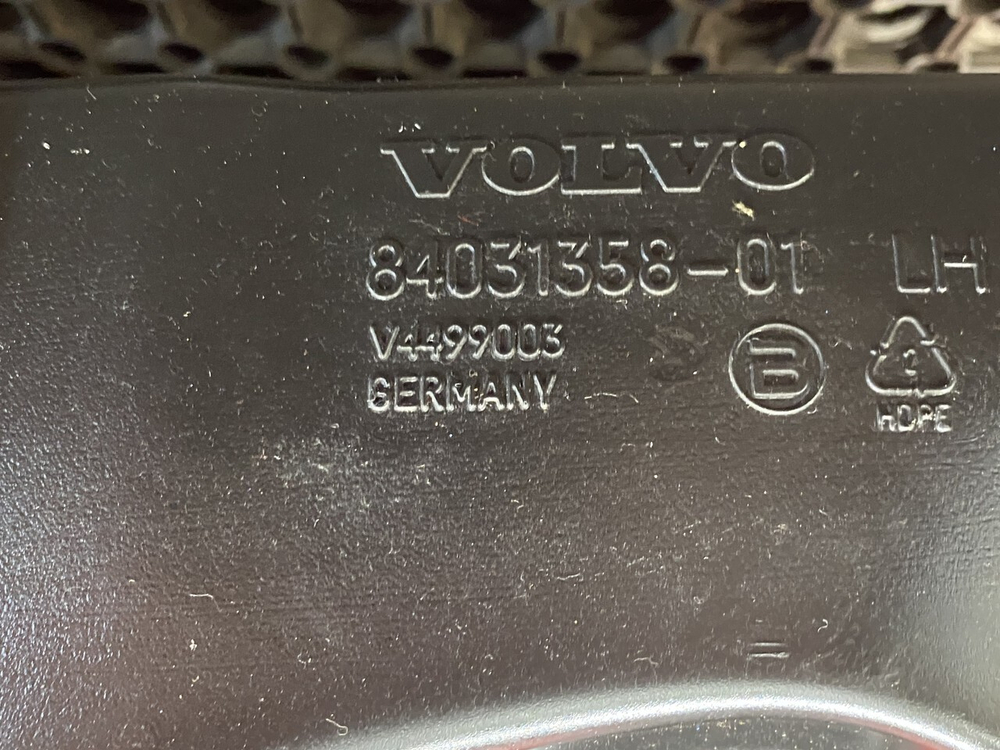 VOLVO
84031358-01 LH
V4499003
GERMANY
B
HDPE